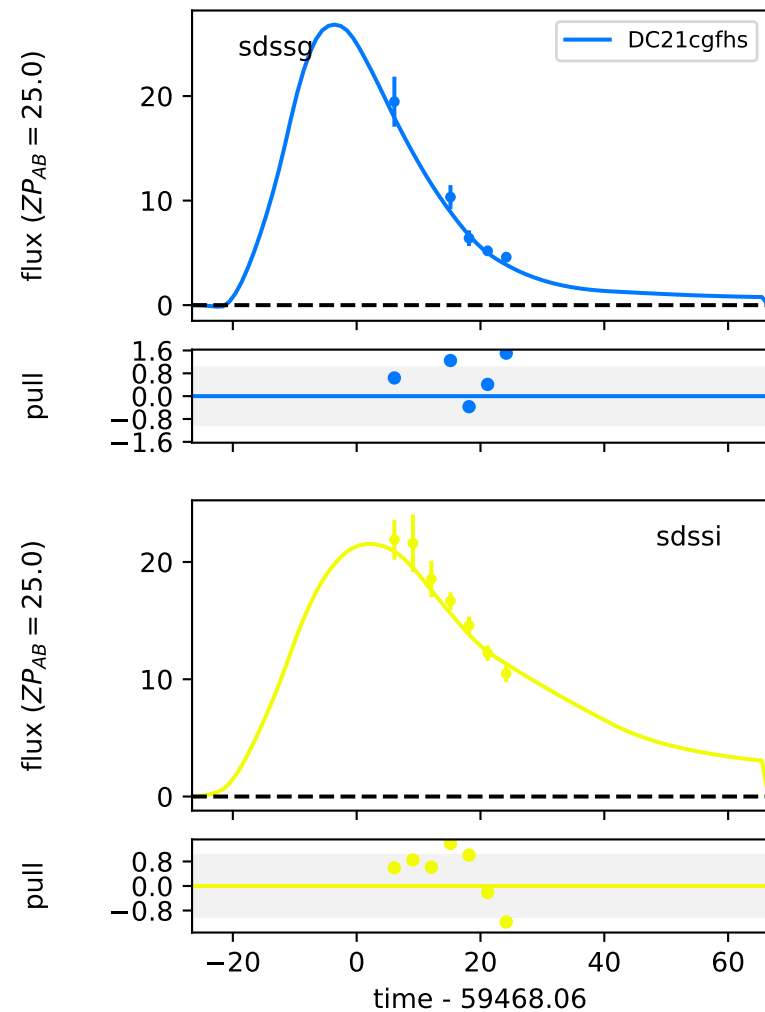 sdssg
DC21cgfhs
flux (ZP_AB = 25.0)
20
10
0
pull
1.6
0.8
0.0
−0.8
−1.6
sdssi
flux (ZP_AB = 25.0)
20
10
0
pull
0.8
0.0
−0.8
−20 0 20 40 60
time - 59468.06